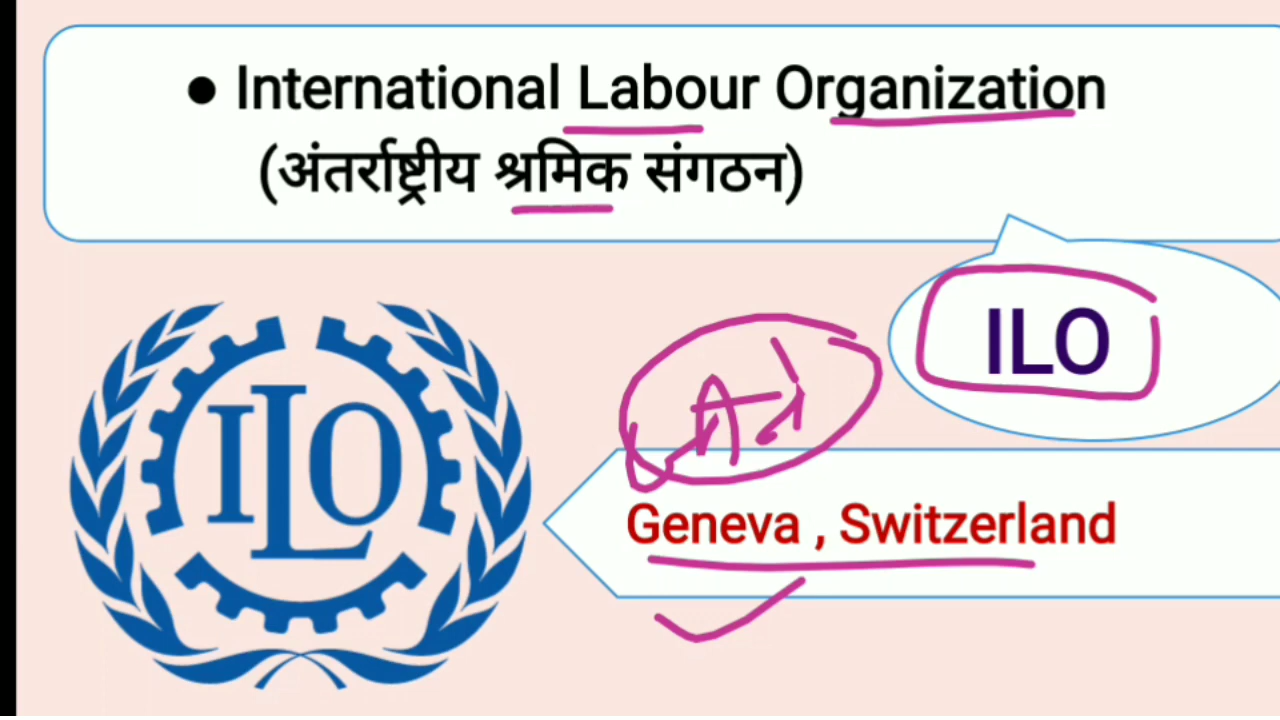 ● International Labour Organization
(अंतर्राष्ट्रीय श्रमिक संगठन)
ILO
ILO
Geneva , Switzerland